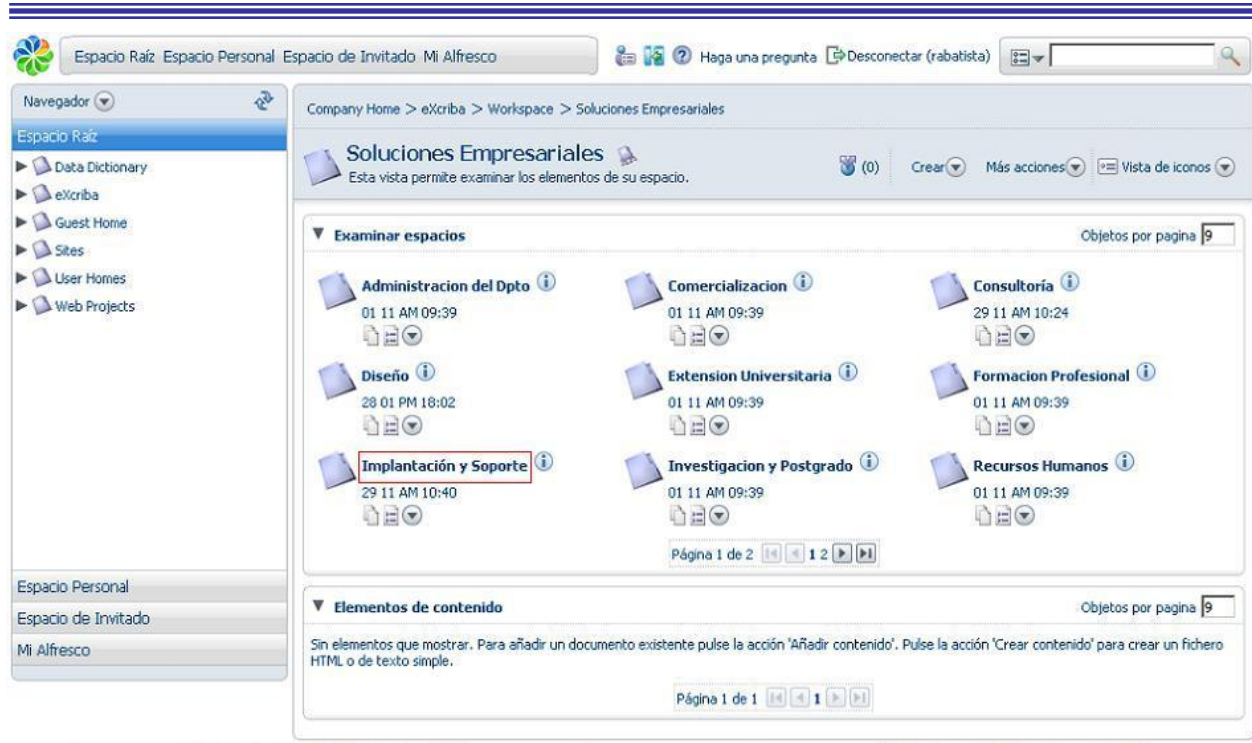 Espacio Raíz Espacio Personal Espacio de Invitado Mi Alfresco
Haga una pregunta Desconectar (rabatista)
Navegador
Espacio Raíz
Data Dictionary
eXcriba
Guest Home
Sites
User Homes
Web Projects
Espacio Personal
Espacio de Invitado
Mi Alfresco
Company Home > eXcriba > Workspace > Soluciones Empresariales
Soluciones Empresariales
Esta vista permite examinar los elementos de su espacio.
(0) Crear Más acciones Vista de iconos
Examinar espacios Objetos por pagina 9
Administracion del Dpto Comercializacion Consultoría
01 11 AM 09:39 01 11 AM 09:39 29 11 AM 10:24
Diseño Extension Universitaria Formacion Profesional
28 01 PM 18:02 01 11 AM 09:39 01 11 AM 09:39
Implantación y Soporte Investigacion y Postgrado Recursos Humanos
29 11 AM 10:40 01 11 AM 09:39 01 11 AM 09:39
Página 1 de 2 1 2
Elementos de contenido Objetos por pagina 9
Sin elementos que mostrar. Para añadir un documento existente pulse la acción 'Añadir contenido'. Pulse la acción 'Crear contenido' para crear un fichero
HTML o de texto simple.
Página 1 de 1 1